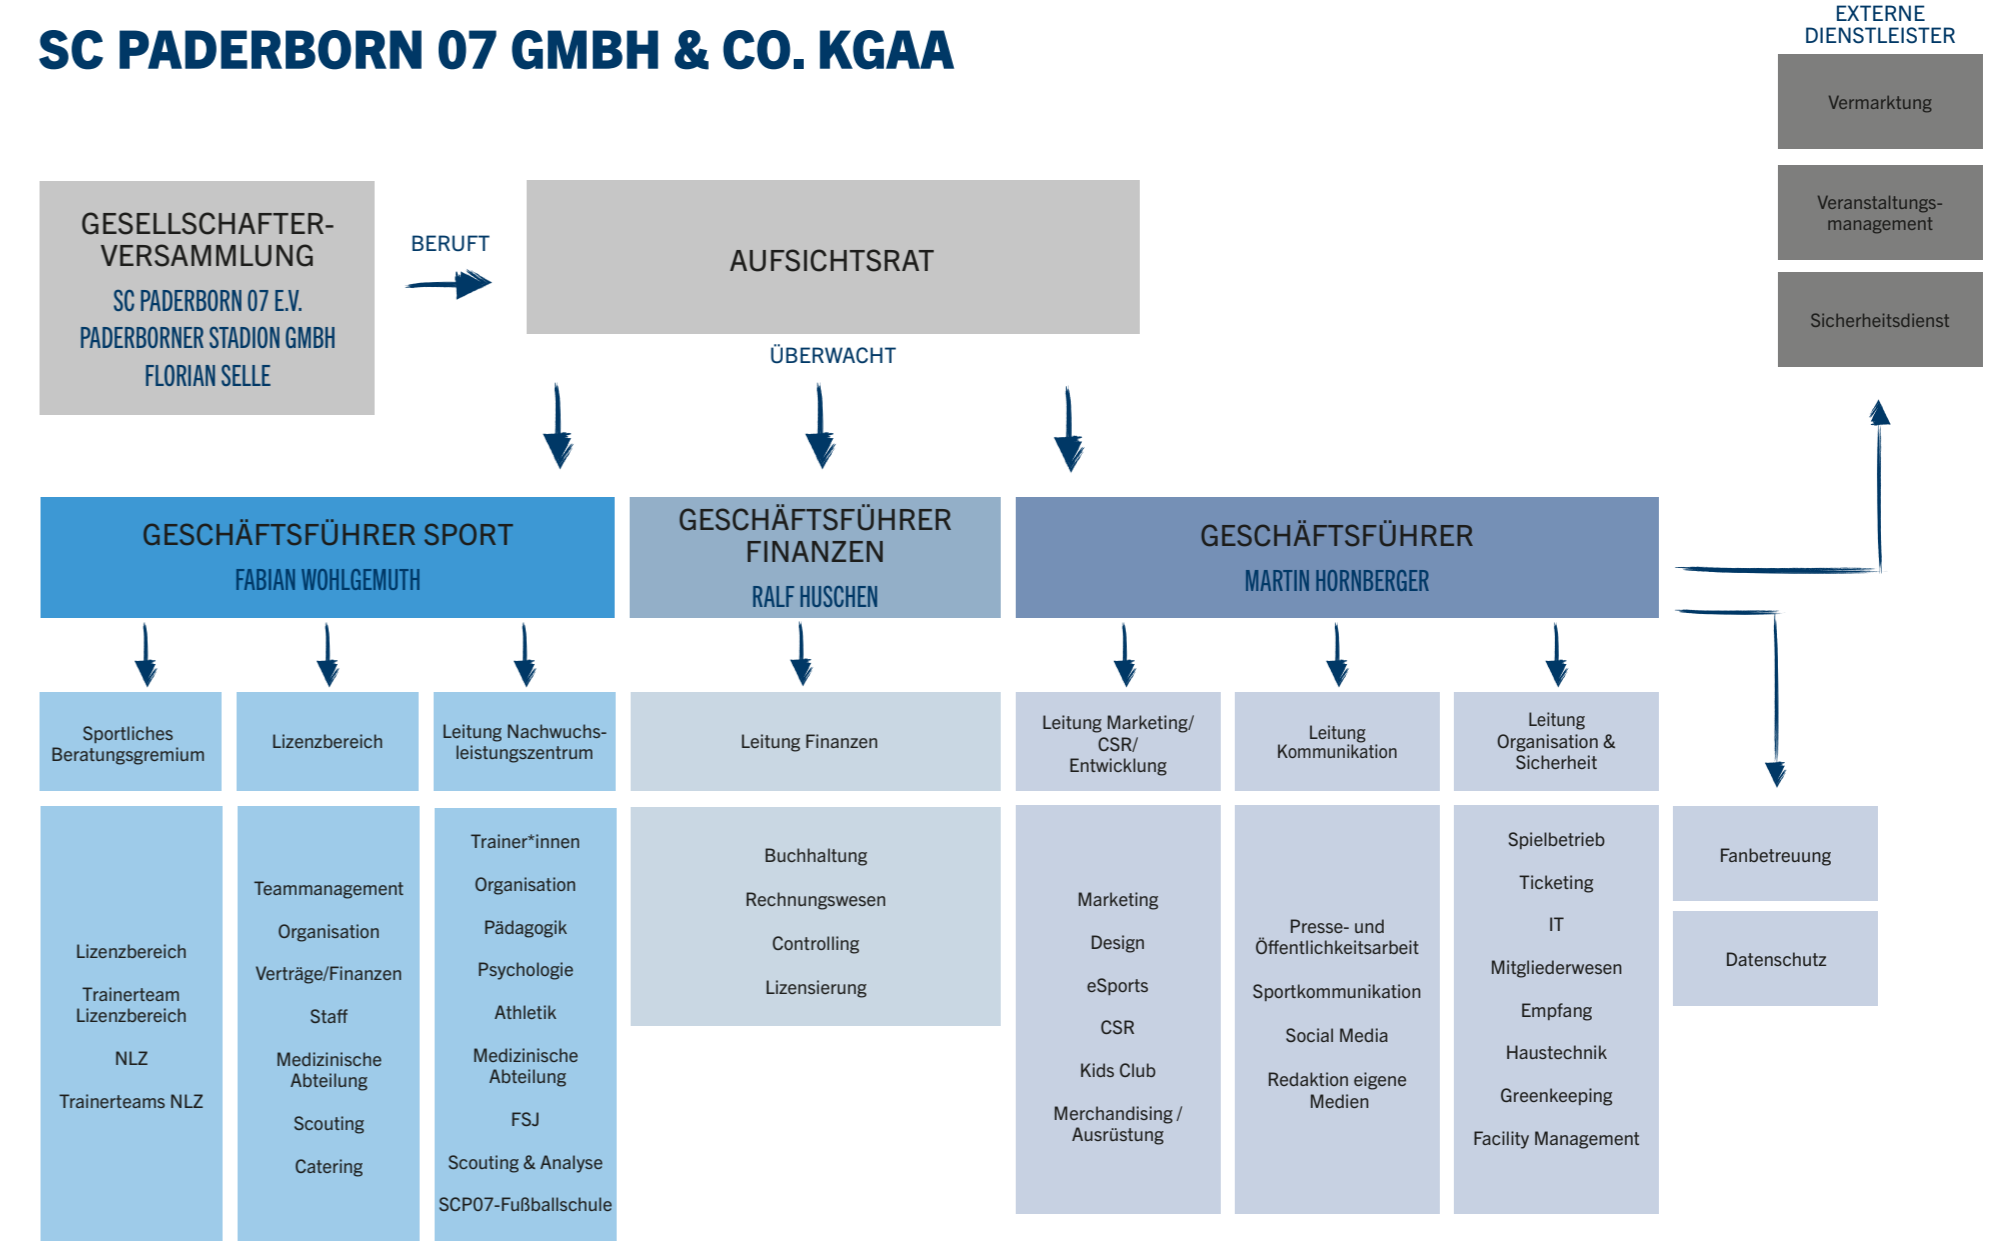 SC PADERBORN 07 GMBH & CO. KGAA
EXTERNE
DIENSTLEISTER
Vermarktung
Veranstaltungs-
management
Sicherheitsdienst
GESELLSCHAFTER-
VERSAMMLUNG
SC PADERBORN 07 E.V.
PADERBORNER STADION GMBH
FLORIAN SELLE
BERUFT
AUFSICHTSRAT
ÜBERWACHT
GESCHÄFTSFÜHRER SPORT
FABIAN WOHLGEMUTH
GESCHÄFTSFÜHRER
FINANZEN
RALF HUSCHEN
GESCHÄFTSFÜHRER
MARTIN HORNBERGER
Sportliches
Beratungsgremium
Lizenzbereich
Leitung Nachwuchs-
leistungszentrum
Leitung Finanzen
Leitung Marketing/
CSR/
Entwicklung
Leitung
Kommunikation
Leitung
Organisation &
Sicherheit
Lizenzbereich
Trainerteam
Lizenzbereich
NLZ
Trainerteams NLZ
Teammanagement
Organisation
Verträge/Finanzen
Staff
Medizinische
Abteilung
Scouting
Catering
Trainer*innen
Organisation
Pädagogik
Psychologie
Athletik
Medizinische
Abteilung
FSJ
Scouting & Analyse
SCP07-Fußballschule
Buchhaltung
Rechnungswesen
Controlling
Lizensierung
Marketing
Design
eSports
CSR
Kids Club
Merchandising /
Ausrüstung
Presse- und
Öffentlichkeitsarbeit
Sportkommunikation
Social Media
Redaktion eigene
Medien
Spielbetrieb
Ticketing
IT
Mitgliederwesen
Empfang
Haustechnik
Greenkeeping
Facility Management
Fanbetreuung
Datenschutz